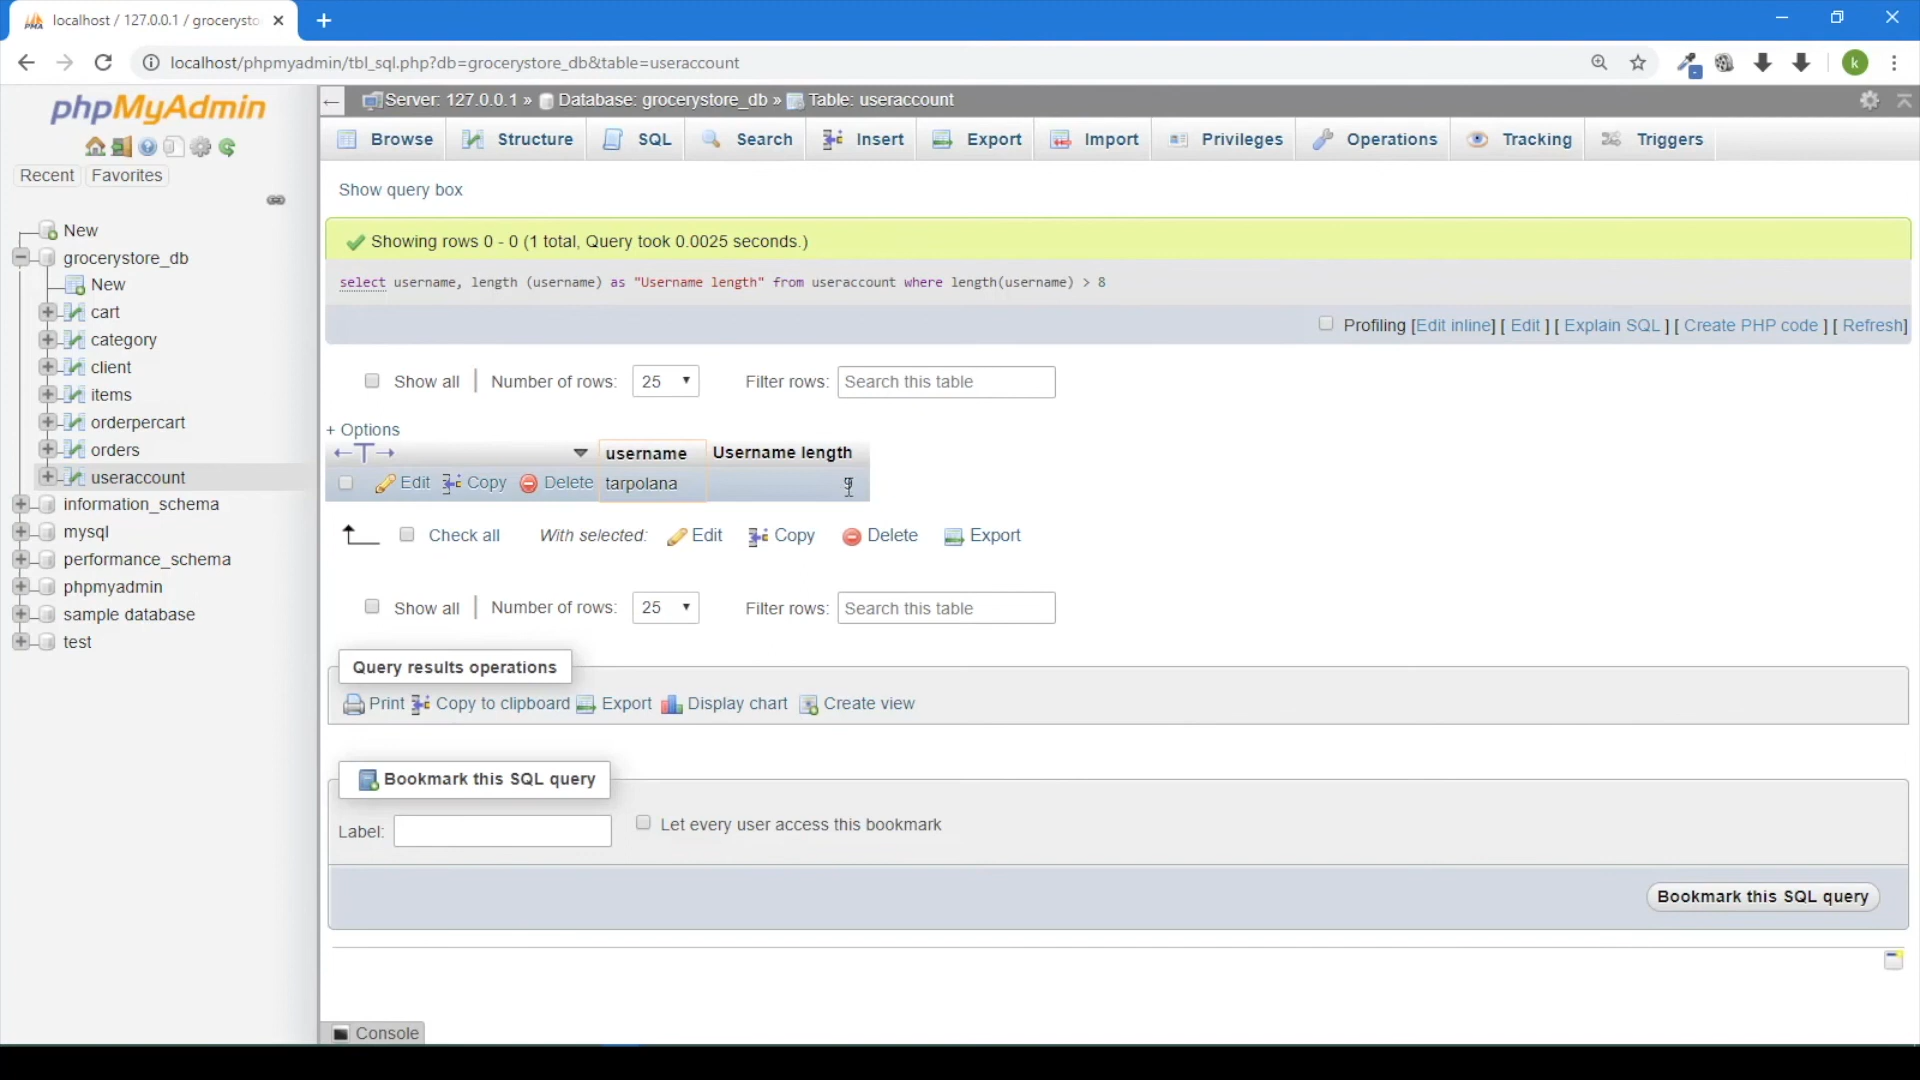 localhost / 127.0.0.1 / grocerysto
localhost/phpmyadmin/tbl_sql.php?db=grocerystore_db&table=useraccount
k
phpMyAdmin
Recent Favorites
New
grocerystore_db
New
cart
category
client
items
orderpercart
orders
useraccount
information_schema
mysql
performance_schema
phpmyadmin
sample database
test
Server: 127.0.0.1 » Database: grocerystore_db » Table: useraccount
Browse Structure SQL Search Insert Export Import Privileges Operations Tracking Triggers
Show query box
Showing rows 0 - 0 (1 total, Query took 0.0025 seconds.)
select username, length (username) as "Username length" from useraccount where length(username) > 8
Profiling [Edit inline] [ Edit ] [ Explain SQL ] [ Create PHP code ] [ Refresh]
Show all | Number of rows: 25 Filter rows: Search this table
+ Options
←T→ username Username length
Edit Copy Delete tarpolana 9
Check all With selected: Edit Copy Delete Export
Show all | Number of rows: 25 Filter rows: Search this table
Query results operations
Print Copy to clipboard Export Display chart Create view
Bookmark this SQL query
Label: Let every user access this bookmark
Bookmark this SQL query
Console